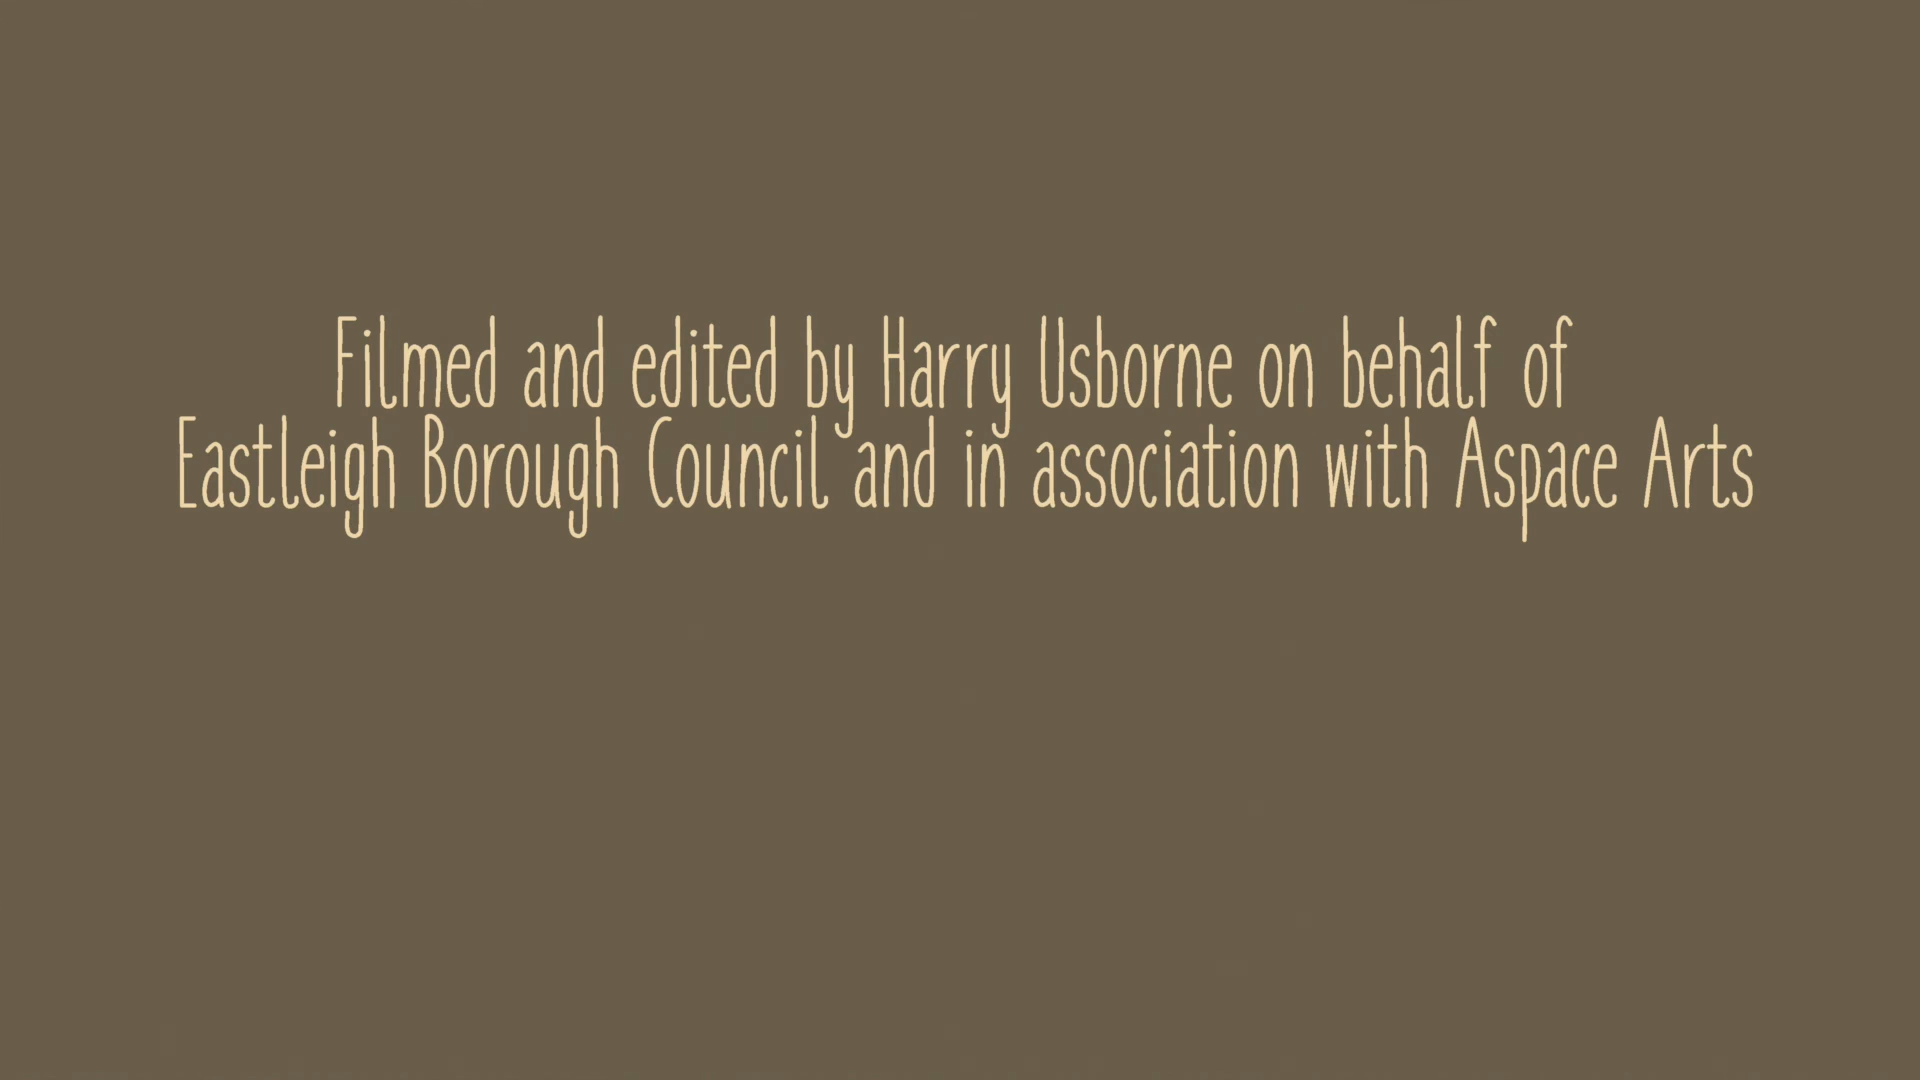 Filmed and edited by Harry Usborne on behalf of
Eastleigh Borough Council and in association with Aspace Arts